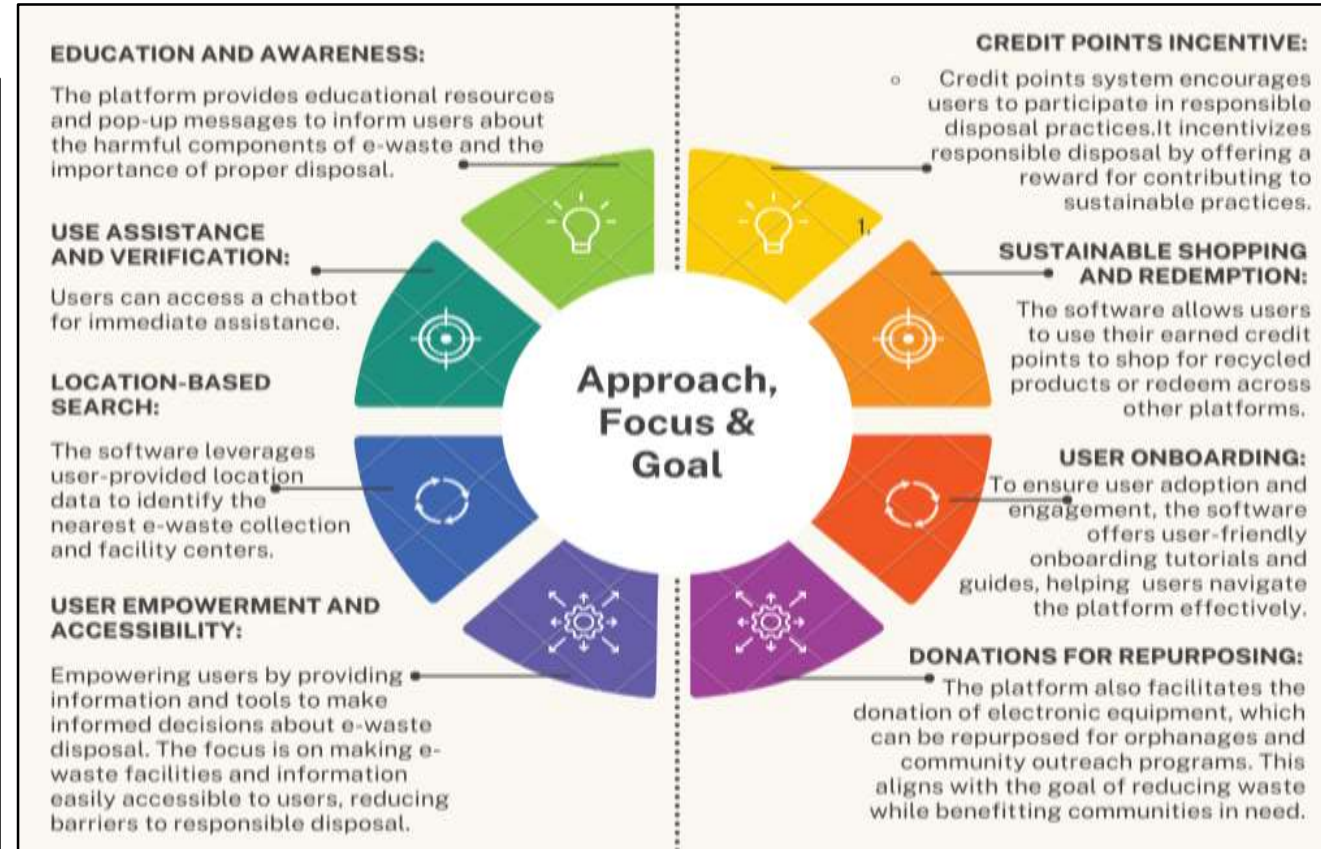 EDUCATION AND AWARENESS:
The platform provides educational resources
and pop-up messages to inform users about
the harmful components of e-waste and the
importance of proper disposal.
USE ASSISTANCE
AND VERIFICATION:
Users can access a chatbot
for immediate assistance.
LOCATION-BASED
SEARCH:
The software leverages
user-provided location
data to identify the
nearest e-waste collection
and facility centers.
USER EMPOWERMENT AND
ACCESSIBILITY:
Empowering users by providing
information and tools to make
informed decisions about e-waste
disposal. The focus is on making e-
waste facilities and information
easily accessible to users, reducing
barriers to responsible disposal.
Approach,
Focus &
Goal
CREDIT POINTS INCENTIVE:
Credit points system encourages
users to participate in responsible
disposal practices.It incentivizes
responsible disposal by offering a
reward for contributing to
sustainable practices.
1.
SUSTAINABLE SHOPPING
AND REDEMPTION:
The software allows users
to use their earned credit
points to shop for recycled
products or redeem across
other platforms.
USER ONBOARDING:
To ensure user adoption and
engagement, the software
offers user-friendly
onboarding tutorials and
guides, helping users navigate
the platform effectively.
DONATIONS FOR REPURPOSING:
The platform also facilitates the
donation of electronic equipment, which
can be repurposed for orphanages and
community outreach programs. This
aligns with the goal of reducing waste
while benefitting communities in need.